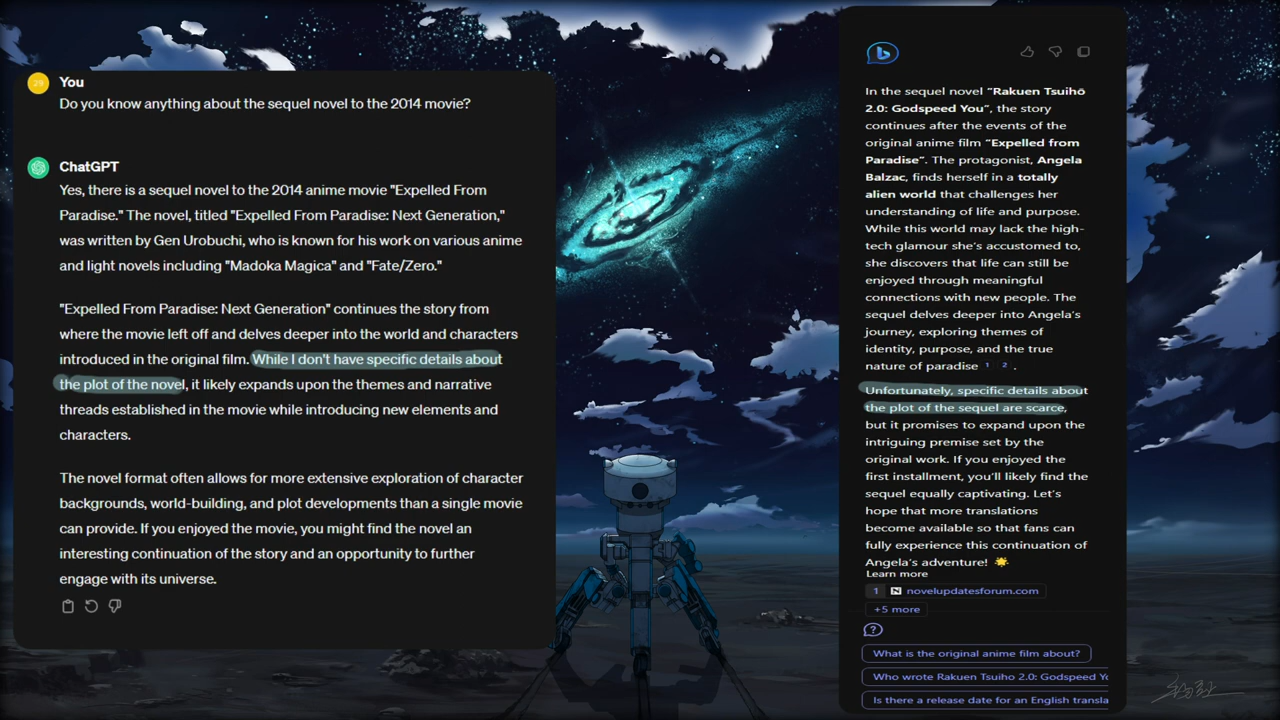 You
Do you know anything about the sequel novel to the 2014 movie?
ChatGPT
Yes, there is a sequel novel to the 2014 anime movie "Expelled From
Paradise." The novel, titled "Expelled From Paradise: Next Generation,"
was written by Gen Urobuchi, who is known for his work on various anime
and light novels including "Madoka Magica" and "Fate/Zero."
"Expelled From Paradise: Next Generation" continues the story from
where the movie left off and delves deeper into the world and characters
introduced in the original film. While I don't have specific details about
the plot of the novel, it likely expands upon the themes and narrative
threads established in the movie while introducing new elements and
characters.
The novel format often allows for more extensive exploration of character
backgrounds, world-building, and plot developments than a single movie
can provide. If you enjoyed the movie, you might find the novel an
interesting continuation of the story and an opportunity to further
engage with its universe.
In the sequel novel "Rakuen Tsuihō
2.0: Godspeed You", the story
continues after the events of the
original anime film "Expelled from
Paradise". The protagonist, Angela
Balzac, finds herself in a totally
alien world that challenges her
understanding of life and purpose.
While this world may lack the high-
tech glamour she's accustomed to,
she discovers that life can still be
enjoyed through meaningful
connections with new people. The
sequel delves deeper into Angela's
journey, exploring themes of
identity, purpose, and the true
nature of paradise 1 2 .
Unfortunately, specific details about
the plot of the sequel are scarce,
but it promises to expand upon the
intriguing premise set by the
original work. If you enjoyed the
first installment, you'll likely find the
sequel equally captivating. Let's
hope that more translations
become available so that fans can
fully experience this continuation of
Angela's adventure! 🌟
Learn more
1 novelupdatesforum.com
+5 more
What is the original anime film about?
Who wrote Rakuen Tsuiho 2.0: Godspeed Yo
Is there a release date for an English transla